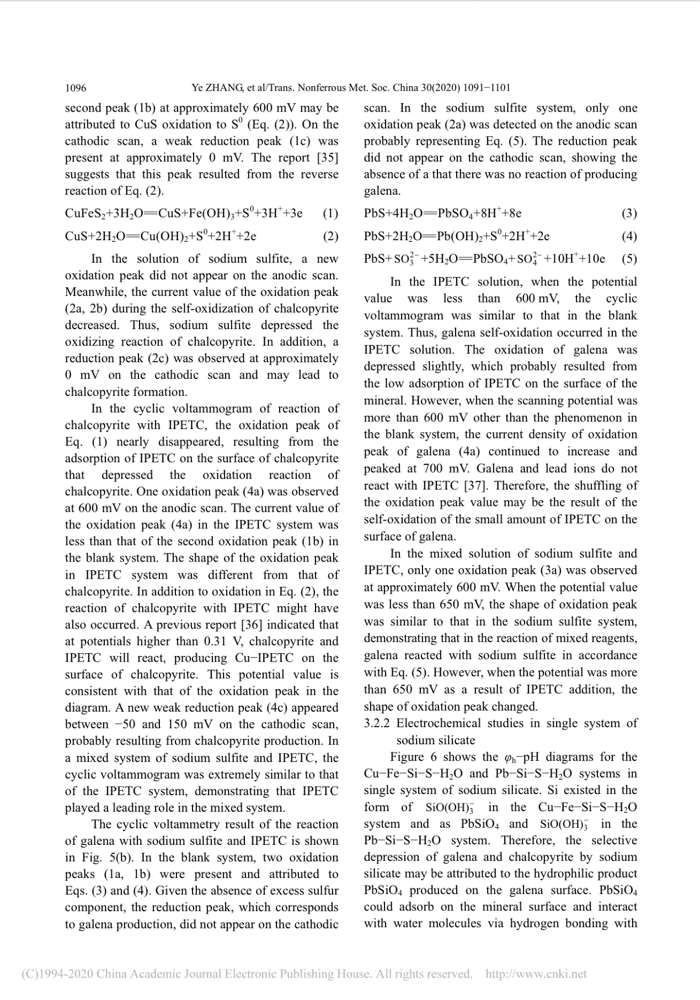 1096
Ye ZHANG, et al/Trans. Nonferrous Met. Soc. China 30(2020) 1091−1101
second peak (1b) at approximately 600 mV may be
attributed to CuS oxidation to S⁰ (Eq. (2)). On the
cathodic scan, a weak reduction peak (1c) was
present at approximately 0 mV. The report [35]
suggests that this peak resulted from the reverse
reaction of Eq. (2).
CuFeS₂+3H₂O═CuS+Fe(OH)₃+S⁰+3H⁺+3e (1)
CuS+2H₂O═Cu(OH)₂+S⁰+2H⁺+2e (2)
In the solution of sodium sulfite, a new
oxidation peak did not appear on the anodic scan.
Meanwhile, the current value of the oxidation peak
(2a, 2b) during the self-oxidization of chalcopyrite
decreased. Thus, sodium sulfite depressed the
oxidizing reaction of chalcopyrite. In addition, a
reduction peak (2c) was observed at approximately
0 mV on the cathodic scan and may lead to
chalcopyrite formation.
In the cyclic voltammogram of reaction of
chalcopyrite with IPETC, the oxidation peak of
Eq. (1) nearly disappeared, resulting from the
adsorption of IPETC on the surface of chalcopyrite
that depressed the oxidation reaction of
chalcopyrite. One oxidation peak (4a) was observed
at 600 mV on the anodic scan. The current value of
the oxidation peak (4a) in the IPETC system was
less than that of the second oxidation peak (1b) in
the blank system. The shape of the oxidation peak
in IPETC system was different from that of
chalcopyrite. In addition to oxidation in Eq. (2), the
reaction of chalcopyrite with IPETC might have
also occurred. A previous report [36] indicated that
at potentials higher than 0.31 V, chalcopyrite and
IPETC will react, producing Cu−IPETC on the
surface of chalcopyrite. This potential value is
consistent with that of the oxidation peak in the
diagram. A new weak reduction peak (4c) appeared
between −50 and 150 mV on the cathodic scan,
probably resulting from chalcopyrite production. In
a mixed system of sodium sulfite and IPETC, the
cyclic voltammogram was extremely similar to that
of the IPETC system, demonstrating that IPETC
played a leading role in the mixed system.
The cyclic voltammetry result of the reaction
of galena with sodium sulfite and IPETC is shown
in Fig. 5(b). In the blank system, two oxidation
peaks (1a, 1b) were present and attributed to
Eqs. (3) and (4). Given the absence of excess sulfur
component, the reduction peak, which corresponds
to galena production, did not appear on the cathodic
scan. In the sodium sulfite system, only one
oxidation peak (2a) was detected on the anodic scan
probably representing Eq. (5). The reduction peak
did not appear on the cathodic scan, showing the
absence of a that there was no reaction of producing
galena.
PbS+4H₂O═PbSO₄+8H⁺+8e (3)
PbS+2H₂O═Pb(OH)₂+S⁰+2H⁺+2e (4)
PbS+SO₃²⁻+5H₂O═PbSO₄+SO₄²⁻+10H⁺+10e (5)
In the IPETC solution, when the potential
value was less than 600 mV, the cyclic
voltammogram was similar to that in the blank
system. Thus, galena self-oxidation occurred in the
IPETC solution. The oxidation of galena was
depressed slightly, which probably resulted from
the low adsorption of IPETC on the surface of the
mineral. However, when the scanning potential was
more than 600 mV other than the phenomenon in
the blank system, the current density of oxidation
peak of galena (4a) continued to increase and
peaked at 700 mV. Galena and lead ions do not
react with IPETC [37]. Therefore, the shuffling of
the oxidation peak value may be the result of the
self-oxidation of the small amount of IPETC on the
surface of galena.
In the mixed solution of sodium sulfite and
IPETC, only one oxidation peak (3a) was observed
at approximately 600 mV. When the potential value
was less than 650 mV, the shape of oxidation peak
was similar to that in the sodium sulfite system,
demonstrating that in the reaction of mixed reagents,
galena reacted with sodium sulfite in accordance
with Eq. (5). However, when the potential was more
than 650 mV as a result of IPETC addition, the
shape of oxidation peak changed.
3.2.2 Electrochemical studies in single system of
sodium silicate
Figure 6 shows the φₕ−pH diagrams for the
Cu−Fe−Si−S−H₂O and Pb−Si−S−H₂O systems in
single system of sodium silicate. Si existed in the
form of SiO(OH)₃⁻ in the Cu−Fe−Si−S−H₂O
system and as PbSiO₄ and SiO(OH)₃⁻ in the
Pb−Si−S−H₂O system. Therefore, the selective
depression of galena and chalcopyrite by sodium
silicate may be attributed to the hydrophilic product
PbSiO₄ produced on the galena surface. PbSiO₄
could adsorb on the mineral surface and interact
with water molecules via hydrogen bonding with
(C)1994-2020 China Academic Journal Electronic Publishing House. All rights reserved. http://www.cnki.net